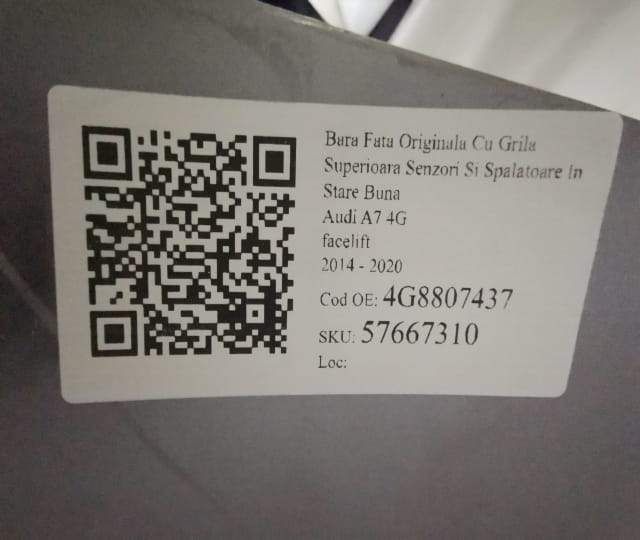 Bara Fata Originala Cu Grila
Superioara Senzori Si Spalatoare In
Stare Buna
Audi A7 4G
facelift
2014 - 2020
Cod OE: 4G8807437
SKU: 57667310
Loc: